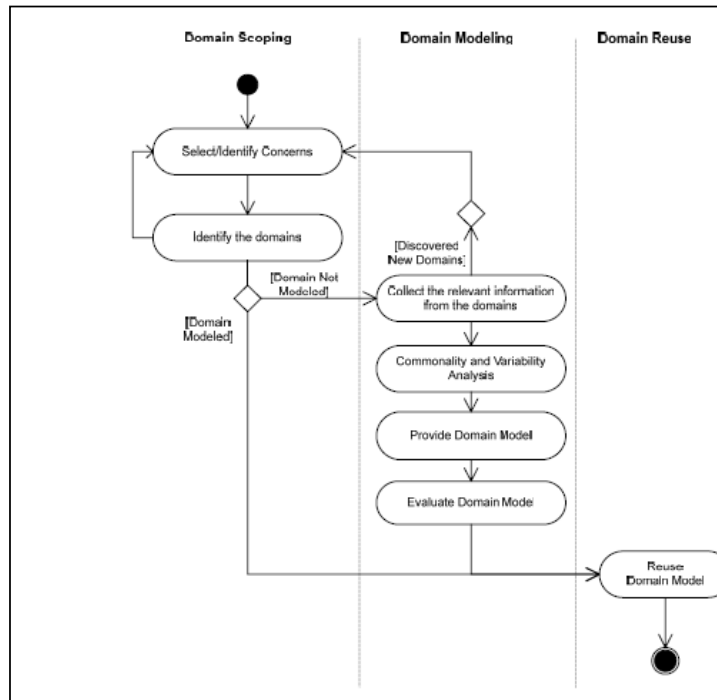 Domain Scoping
Domain Modeling
Domain Reuse
Select/Identify Concerns
Identify the domains
[Discovered
New Domains]
[Domain Not
Modeled]
[Domain
Modeled]
Collect the relevant information
from the domains
Commonality and Variability
Analysis
Provide Domain Model
Evaluate Domain Model
Reuse
Domain Model